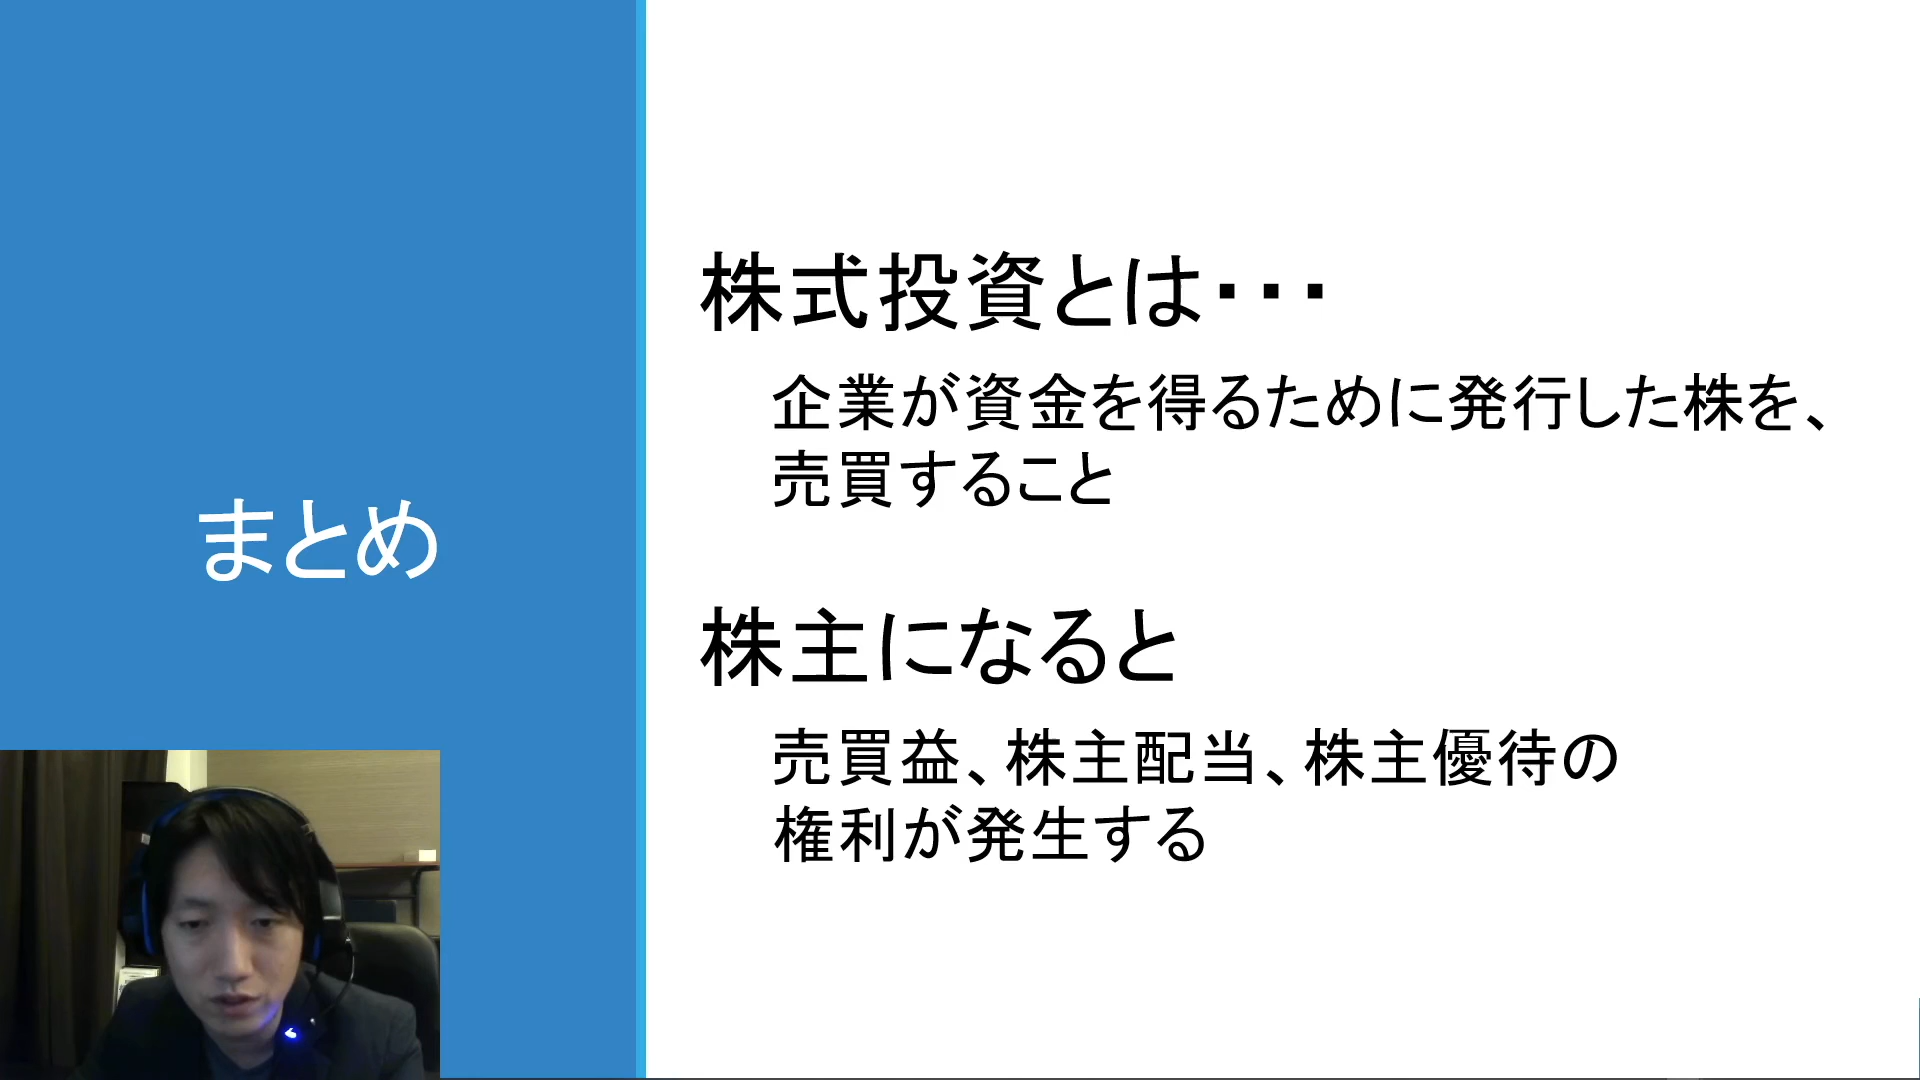 まとめ
株式投資とは・・・
企業が資金を得るために発行した株を、
売買すること
株主になると
売買益、株主配当、株主優待の
権利が発生する